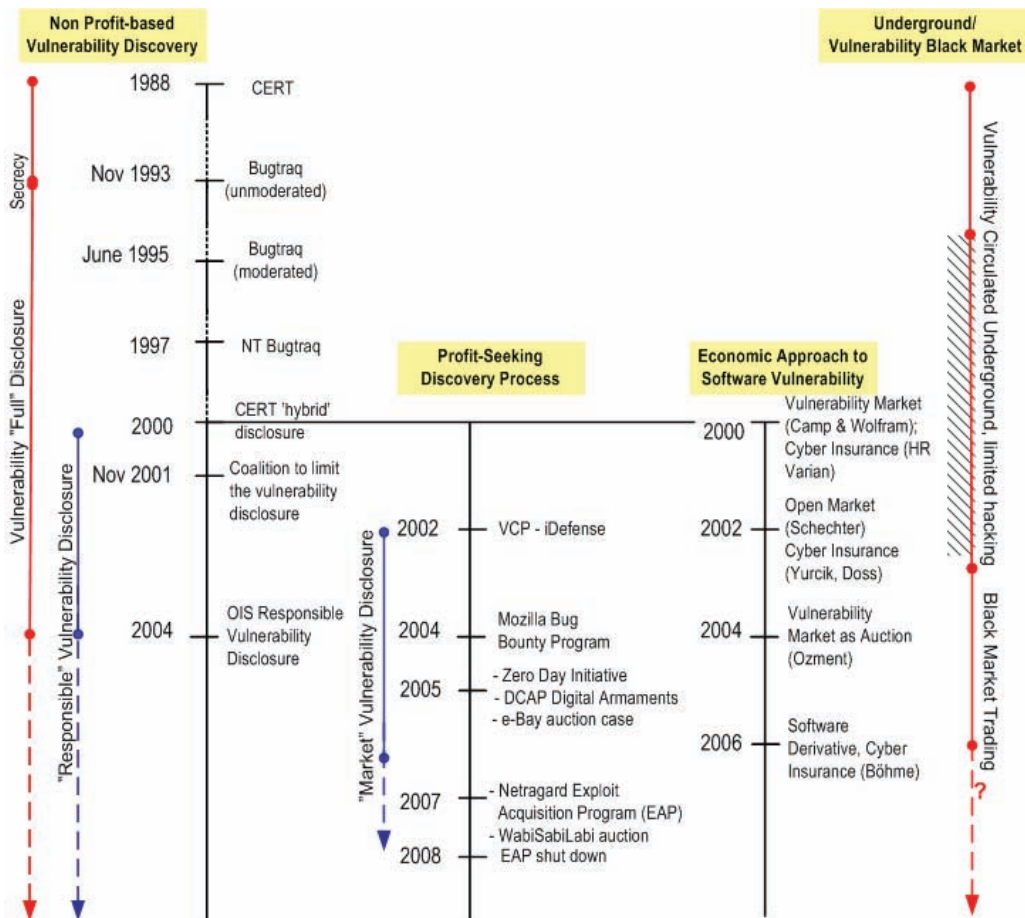 Non Profit-based
Vulnerability Discovery
Underground/
Vulnerability Black Market
1988
CERT
Nov 1993
Bugtraq
(unmoderated)
June 1995
Bugtraq
(moderated)
1997
NT Bugtraq
2000
CERT 'hybrid'
disclosure
Nov 2001
Coalition to limit
the vulnerability
disclosure
2004
OIS Responsible
Vulnerability
Disclosure
Secrecy
Vulnerability "Full" Disclosure
"Responsible" Vulnerability Disclosure
Profit-Seeking
Discovery Process
2002
VCP - iDefense
2004
Mozilla Bug
Bounty Program
2005
- Zero Day Initiative
- DCAP Digital Armaments
- e-Bay auction case
2007
- Netragard Exploit
Acquisition Program (EAP)
- WabiSabiLabi auction
2008
EAP shut down
"Market" Vulnerability Disclosure
Economic Approach to
Software Vulnerability
2000
Vulnerability Market
(Camp & Wolfram);
Cyber Insurance (HR
Varian)
2002
Open Market
(Schechter)
Cyber Insurance
(Yurcik, Doss)
2004
Vulnerability
Market as Auction
(Ozment)
2006
Software
Derivative, Cyber
Insurance (Böhme)
Vulnerability Circulated Underground, limited hacking
Black Market Trading
?